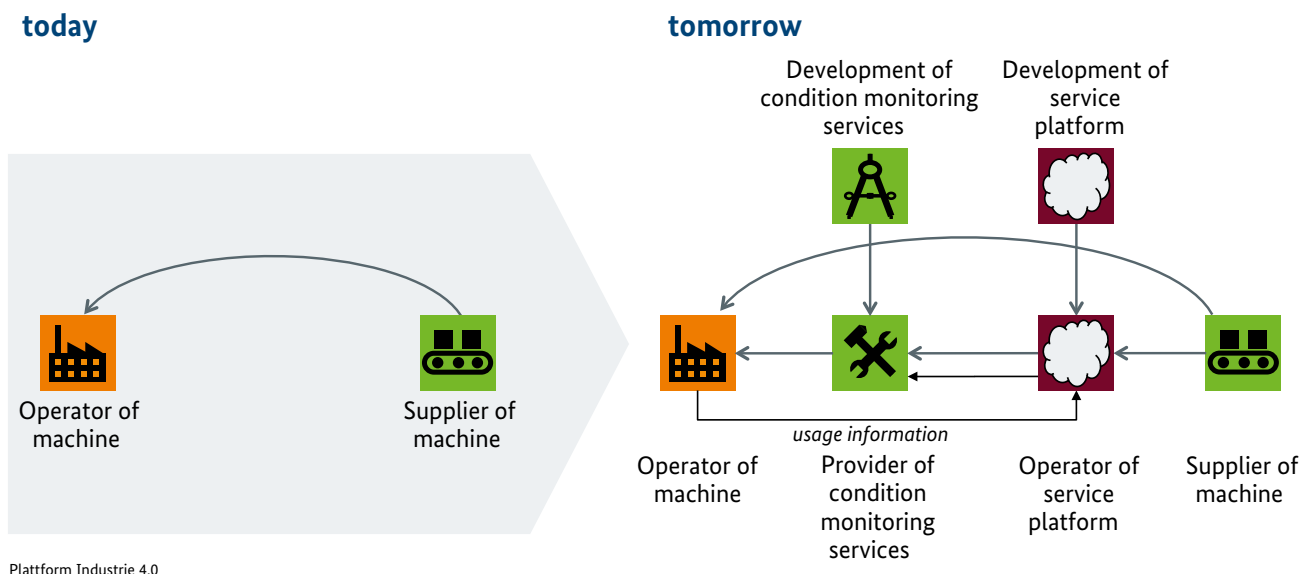 today
tomorrow
Development of
condition monitoring
services
Development of
service
platform
Operator of
machine
Supplier of
machine
usage information
Operator of
machine
Provider of
condition
monitoring
services
Operator of
service
platform
Supplier of
machine
Plattform Industrie 4.0